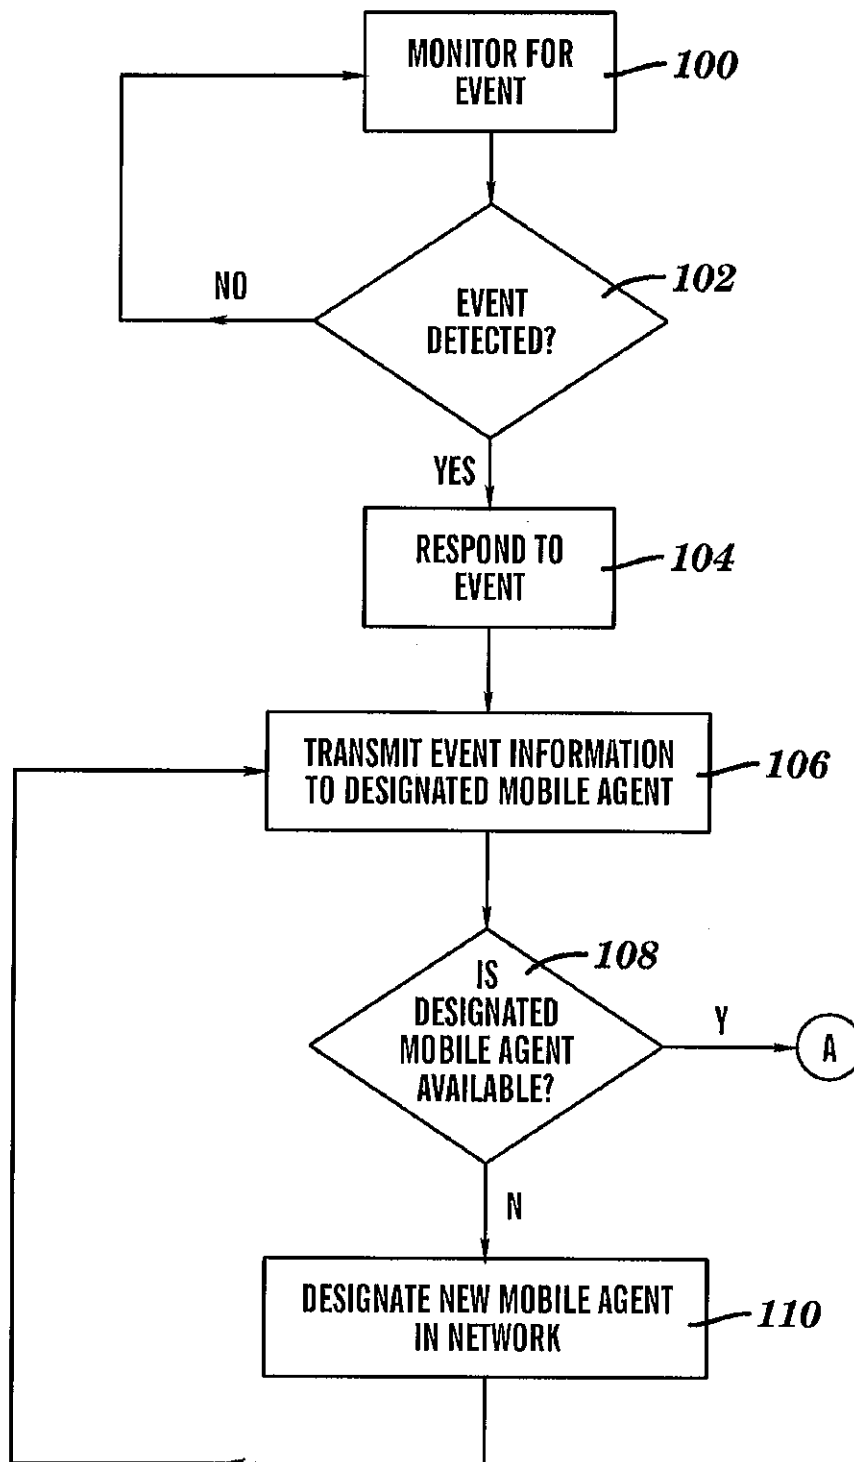 MONITOR FOR
EVENT
100
EVENT
DETECTED?
102
NO
YES
RESPOND TO
EVENT
104
TRANSMIT EVENT INFORMATION
TO DESIGNATED MOBILE AGENT
106
IS
DESIGNATED
MOBILE AGENT
AVAILABLE?
108
Y
A
N
DESIGNATE NEW MOBILE AGENT
IN NETWORK
110